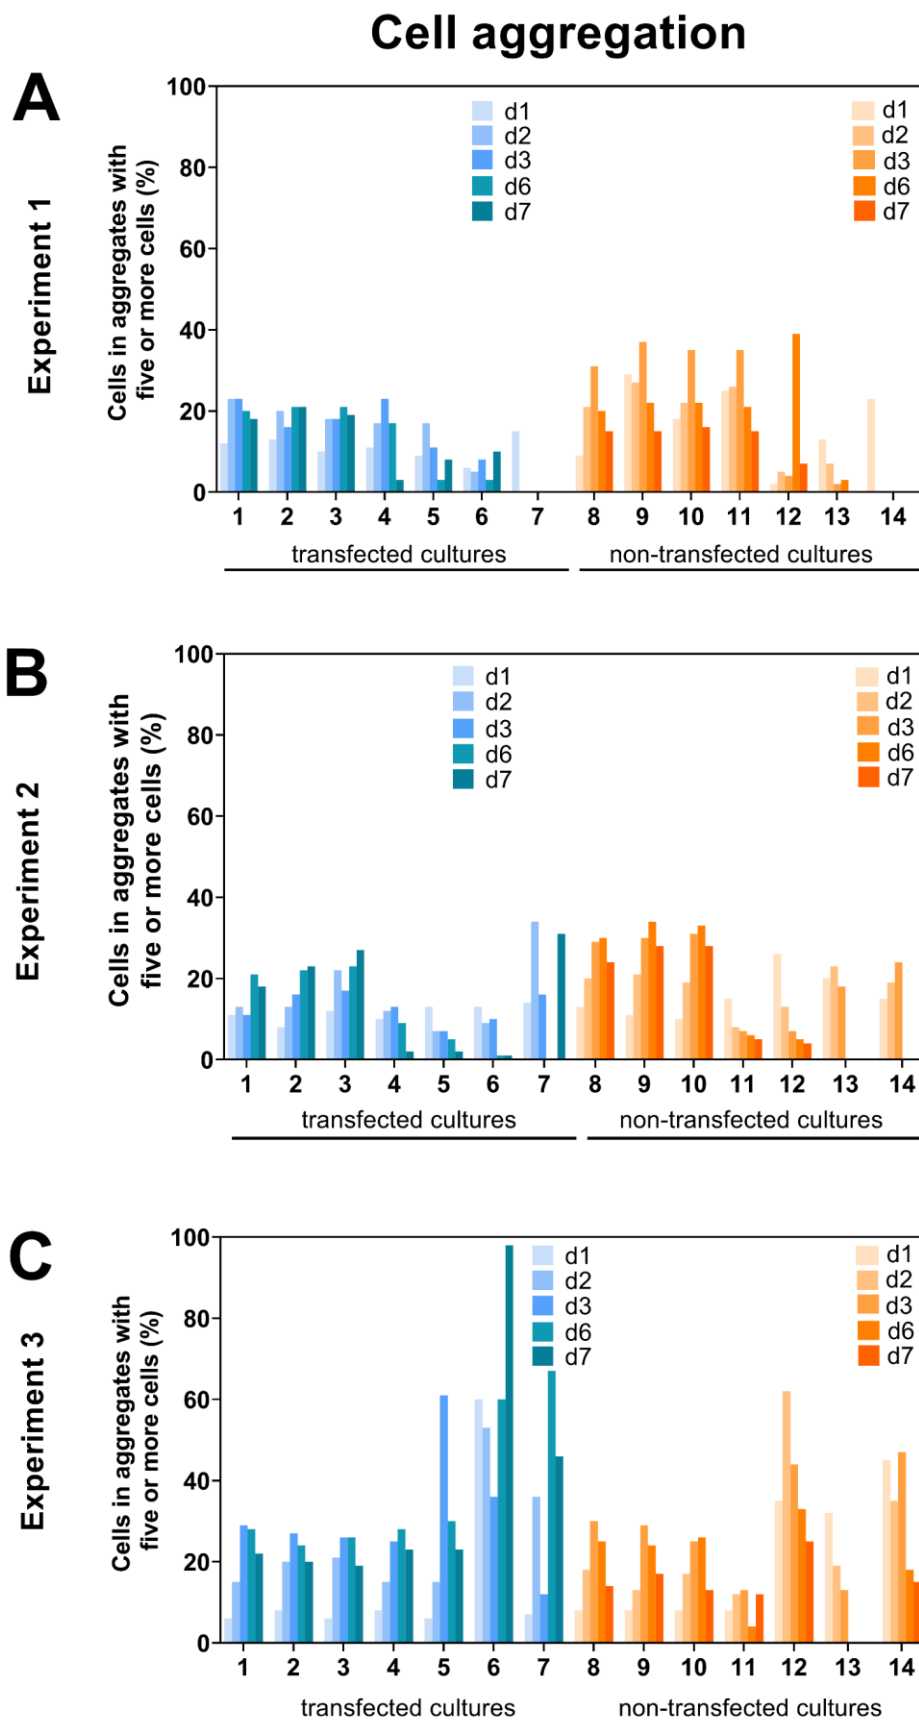 Cell aggregation
A
Experiment 1
Cells in aggregates with
five or more cells (%)
100
80
60
40
20
0
d1
d2
d3
d6
d7
d1
d2
d3
d6
d7
1 2 3 4 5 6 7 8 9 10 11 12 13 14
transfected cultures non-transfected cultures
B
Experiment 2
Cells in aggregates with
five or more cells (%)
100
80
60
40
20
0
d1
d2
d3
d6
d7
d1
d2
d3
d6
d7
1 2 3 4 5 6 7 8 9 10 11 12 13 14
transfected cultures non-transfected cultures
C
Experiment 3
Cells in aggregates with
five or more cells (%)
100
80
60
40
20
0
d1
d2
d3
d6
d7
d1
d2
d3
d6
d7
1 2 3 4 5 6 7 8 9 10 11 12 13 14
transfected cultures non-transfected cultures